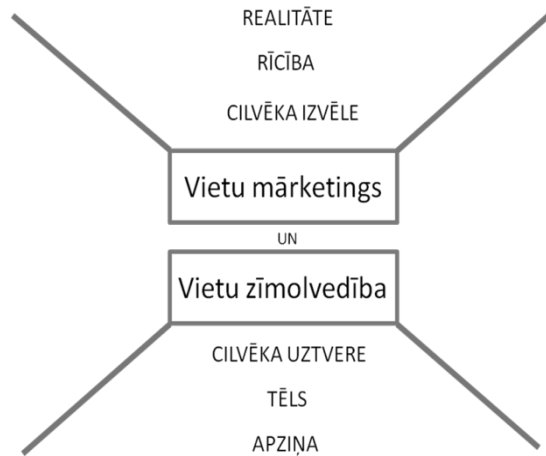 REALITĀTE
RĪCĪBA
CILVĒKA IZVĒLE
Vietu mārketings
UN
Vietu zīmolvedība
CILVĒKA UZTVERE
TĒLS
APZIŅA